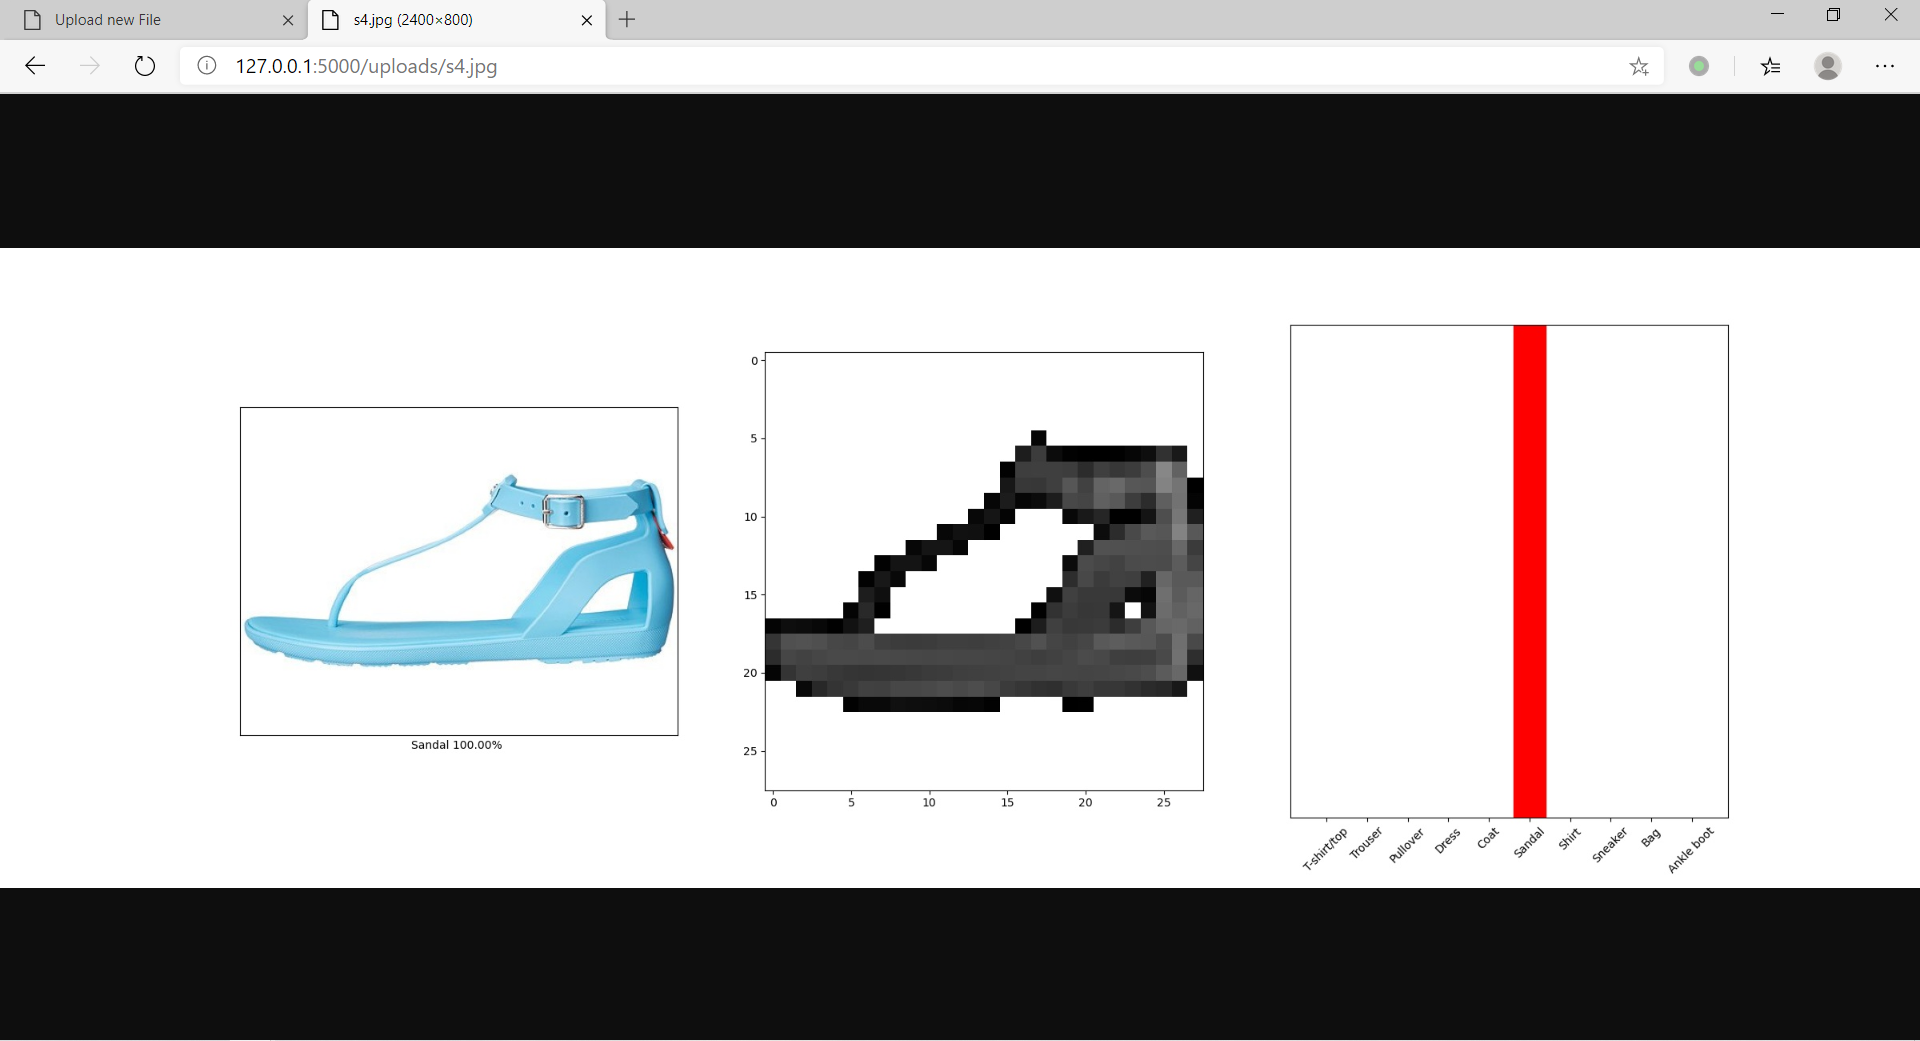 Upload new File
s4.jpg (2400×800)
127.0.0.1:5000/uploads/s4.jpg
Sandal 100.00%
0
5
10
15
20
25
0 5 10 15 20 25
T-shirt/top Trouser Pullover Dress Coat Sandal Shirt Sneaker Bag Ankle boot